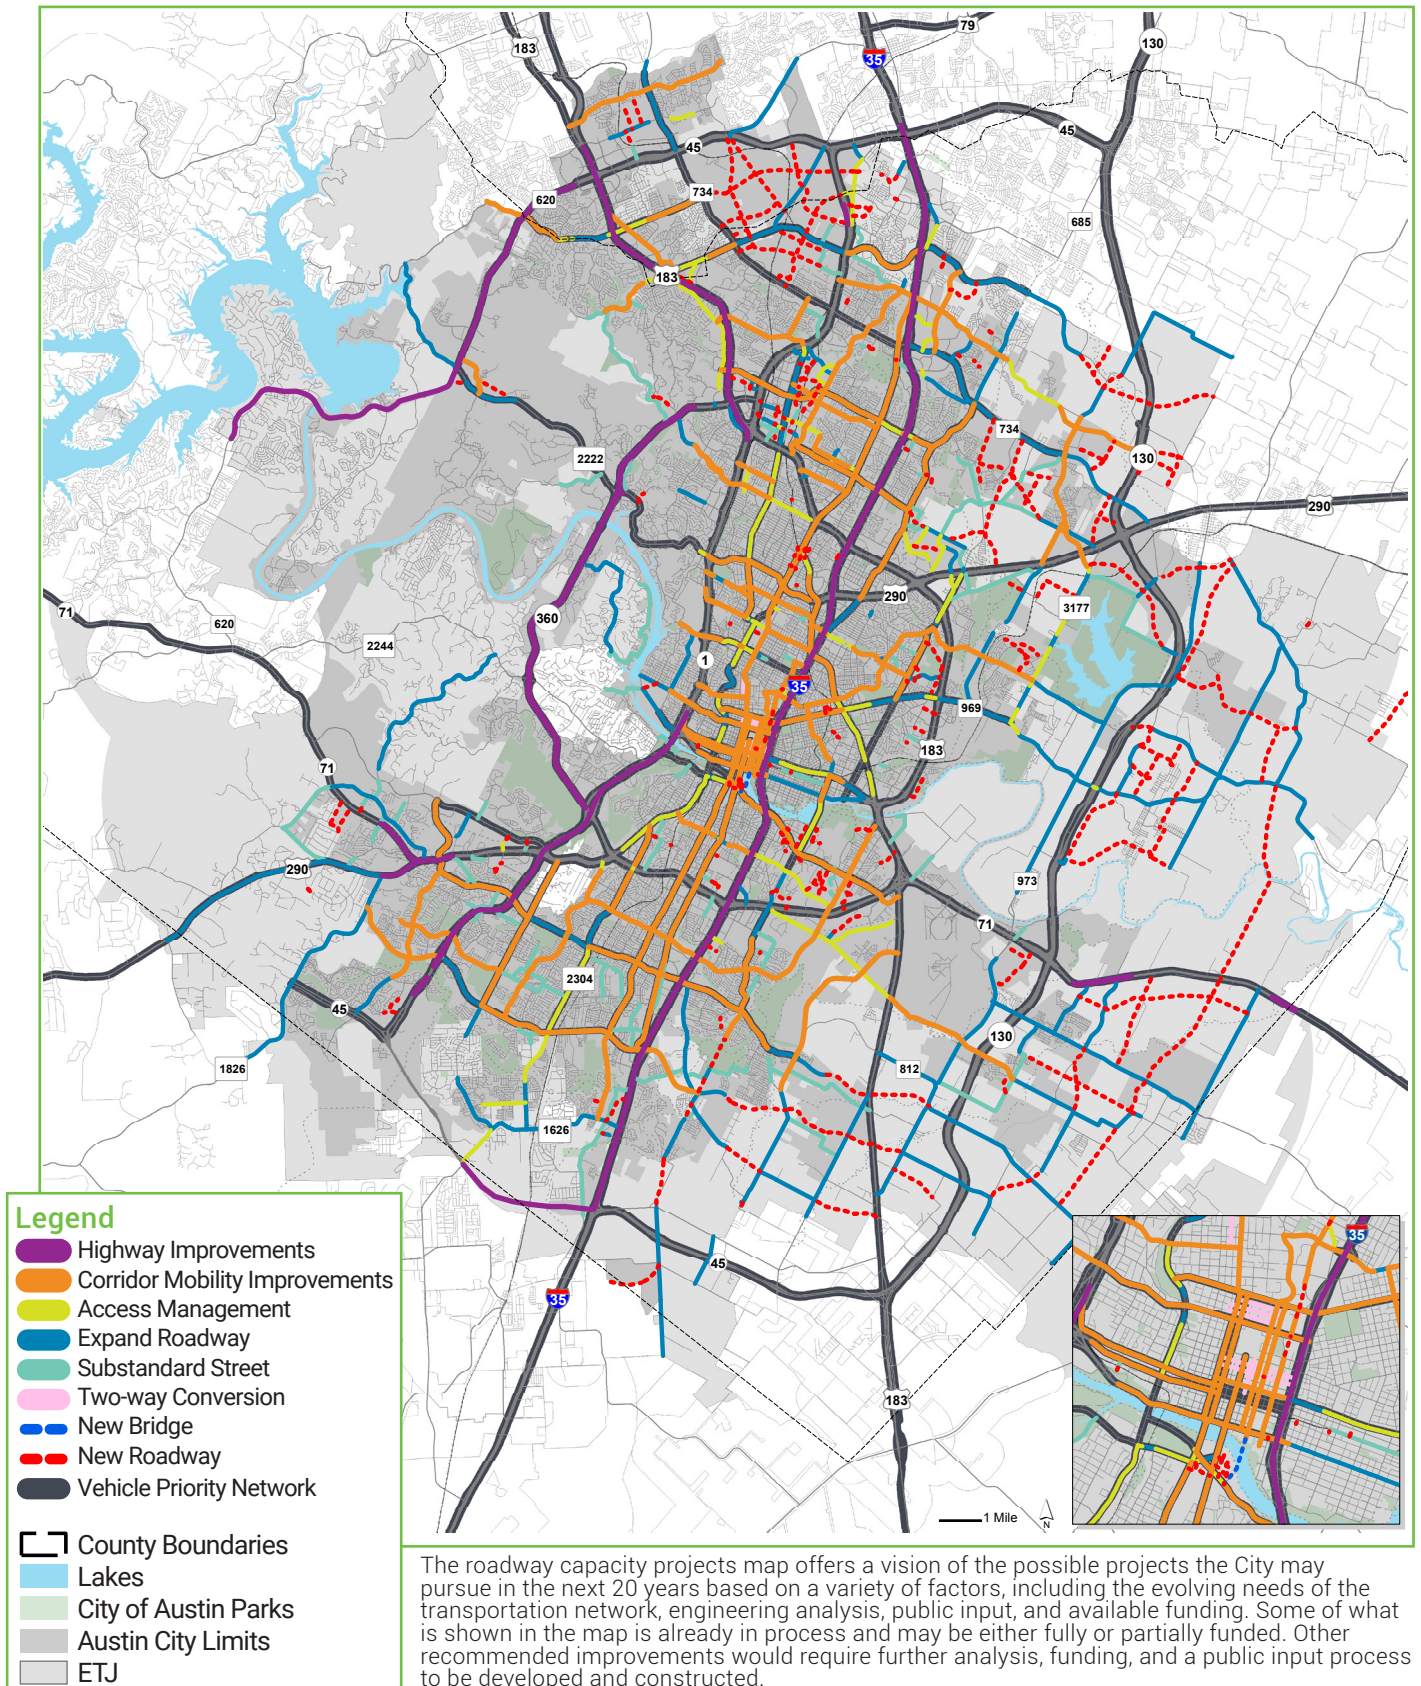 183
79
35
130
45
45
734
620
685
183
734
130
2222
290
290
3177
360
71
620
2244
1
35
969
183
71
290
973
71
2304
45
130
812
1826
1626
45
35
183
35
1 Mile
N
Legend
Highway Improvements
Corridor Mobility Improvements
Access Management
Expand Roadway
Substandard Street
Two-way Conversion
New Bridge
New Roadway
Vehicle Priority Network
County Boundaries
Lakes
City of Austin Parks
Austin City Limits
ETJ
The roadway capacity projects map offers a vision of the possible projects the City may
pursue in the next 20 years based on a variety of factors, including the evolving needs of the
transportation network, engineering analysis, public input, and available funding. Some of what
is shown in the map is already in process and may be either fully or partially funded. Other
recommended improvements would require further analysis, funding, and a public input process
to be developed and constructed.